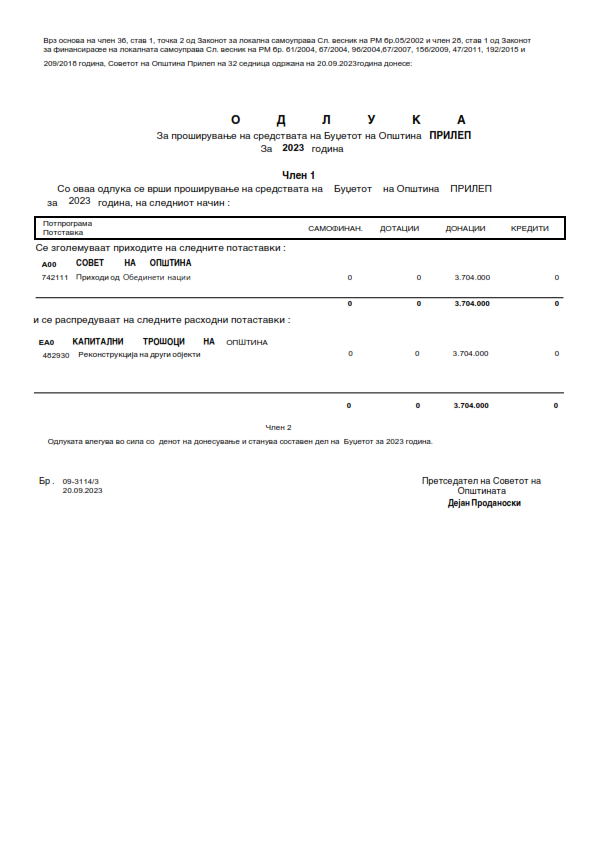 Врз основа на член 36, став 1, точка 2 од Законот за локална самоуправа Сл. весник на РМ бр.05/2002 и член 26, став 1 од Законот
за финансирасее на локалната самоуправа Сл. весник на РМ бр. 61/2004, 67/2004, 96/2004,67/2007, 156/2009, 47/2011, 192/2015 и
209/2018 година, Советот на Општина Прилеп на 32 седница одржана на 20.09.2023година донесе:
О Д Л У К А
За проширување на средствата на Буџетот на Општина ПРИЛЕП
За 2023 година
Член 1
Со оваа одлука се врши проширување на средствата на Буџетот на Општина ПРИЛЕП
за 2023 година, на следниот начин :
Потпрограма
Потставка САМОФИНАН. ДОТАЦИИ ДОНАЦИИ КРЕДИТИ
Се зголемуваат приходите на следните потаставки :
А00 СОВЕТ НА ОПШТИНА
742111 Приходи од Обединети нации 0 0 3.704.000 0
0 0 3.704.000 0
и се распредуваат на следните расходни потаставки :
ЕА0 КАПИТАЛНИ ТРОШОЦИ НА ОПШТИНА
482930 Реконструкција на други објекти 0 0 3.704.000 0
0 0 3.704.000 0
Член 2
Одлуката влегува во сила со денот на донесување и станува составен дел на Буџетот за 2023 година.
Бр . 09-3114/3
20.09.2023
Претседател на Советот на
Општината
Дејан Проданоски